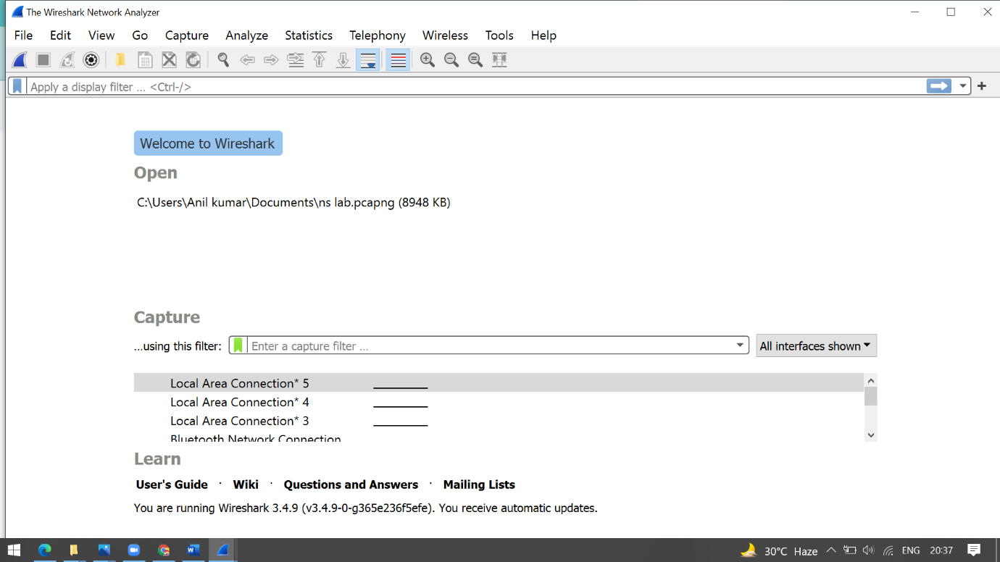 The Wireshark Network Analyzer
File Edit View Go Capture Analyze Statistics Telephony Wireless Tools Help
Apply a display filter ... <Ctrl-/>
Welcome to Wireshark
Open
C:\Users\Anil kumar\Documents\ns lab.pcapng (8948 KB)
Capture
...using this filter: Enter a capture filter ... All interfaces shown
Local Area Connection* 5
Local Area Connection* 4
Local Area Connection* 3
Bluetooth Network Connection
Learn
User's Guide · Wiki · Questions and Answers · Mailing Lists
You are running Wireshark 3.4.9 (v3.4.9-0-g365e236f5efe). You receive automatic updates.
30°C Haze ENG 20:37